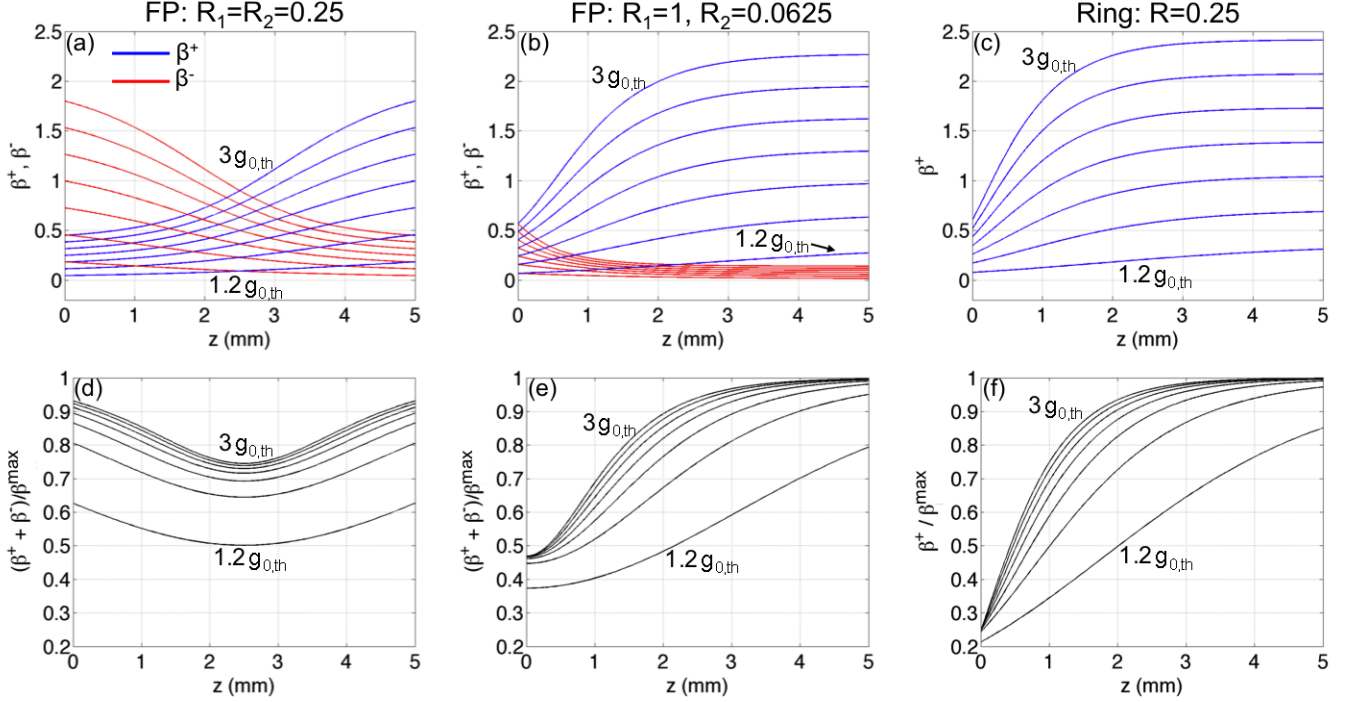 FP: R₁=R₂=0.25
FP: R₁=1, R₂=0.0625
Ring: R=0.25
(a)
β⁺
β⁻
3g₀,th
1.2g₀,th
β⁺, β⁻
2.5
2
1.5
1
0.5
0
0 1 2 3 4 5
z (mm)
(b)
3g₀,th
1.2g₀,th
β⁺, β⁻
2.5
2
1.5
1
0.5
0
0 1 2 3 4 5
z (mm)
(c)
3g₀,th
1.2g₀,th
β⁺
2.5
2
1.5
1
0.5
0
0 1 2 3 4 5
z (mm)
(d)
3g₀,th
1.2g₀,th
(β⁺ + β⁻)/βᵐᵃˣ
1
0.9
0.8
0.7
0.6
0.5
0.4
0.3
0.2
0 1 2 3 4 5
z (mm)
(e)
3g₀,th
1.2g₀,th
(β⁺ + β⁻)/βᵐᵃˣ
1
0.9
0.8
0.7
0.6
0.5
0.4
0.3
0.2
0 1 2 3 4 5
z (mm)
(f)
3g₀,th
1.2g₀,th
β⁺ / βᵐᵃˣ
1
0.9
0.8
0.7
0.6
0.5
0.4
0.3
0.2
0 1 2 3 4 5
z (mm)